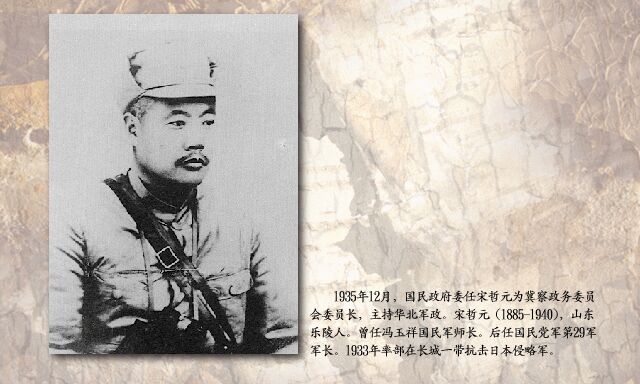 1935年12月，国民政府委任宋哲元为冀察政务委员
会委员长，主持华北军政。宋哲元（1885-1940），山东
乐陵人。曾任冯玉祥国民军师长。后任国民党军第29军
军长。1933年率部在长城一带抗击日本侵略军。